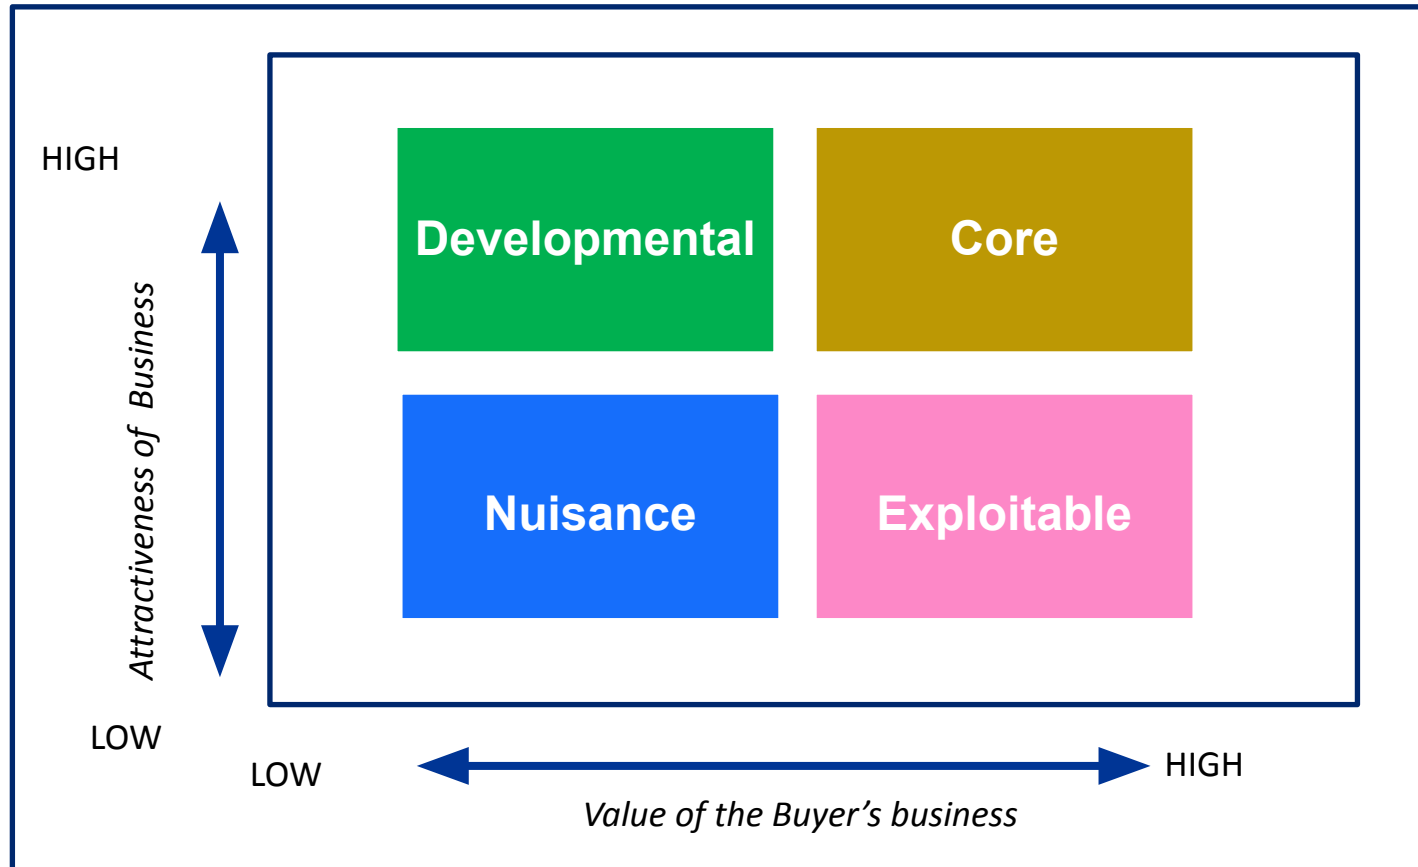 HIGH
Developmental
Core
Attractiveness of  Business
Nuisance
Exploitable
LOW
LOW
HIGH
Value of the Buyer’s business